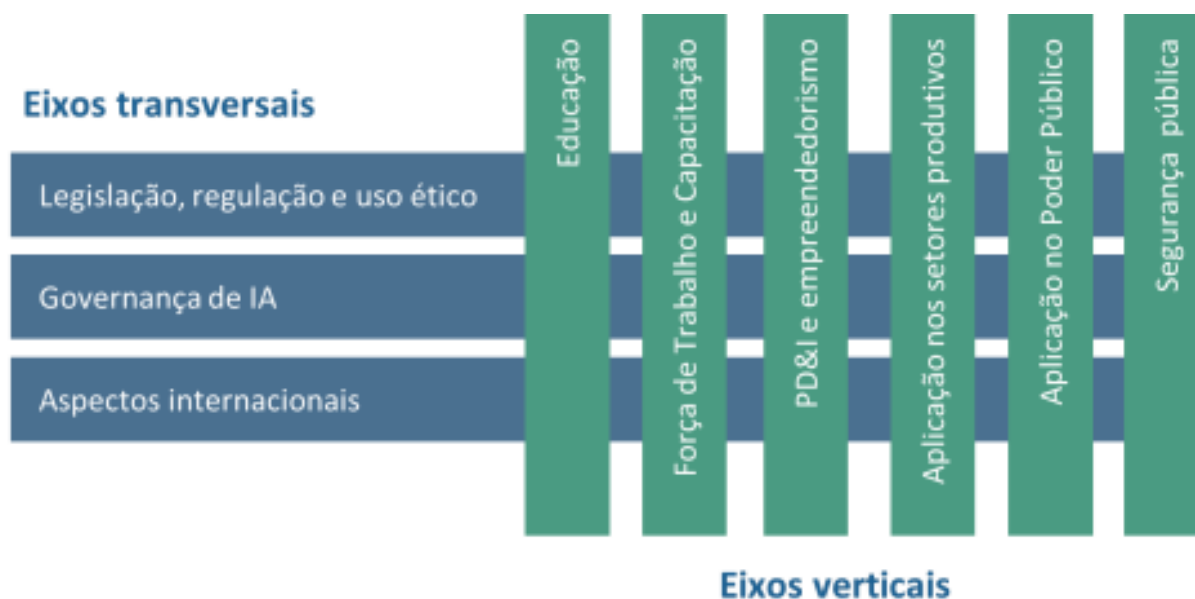 Eixos transversais
Legislação, regulação e uso ético
Governança de IA
Aspectos internacionais
Educação
Força de Trabalho e Capacitação
PD&I e empreendedorismo
Aplicação nos setores produtivos
Aplicação no Poder Público
Segurança pública
Eixos verticais